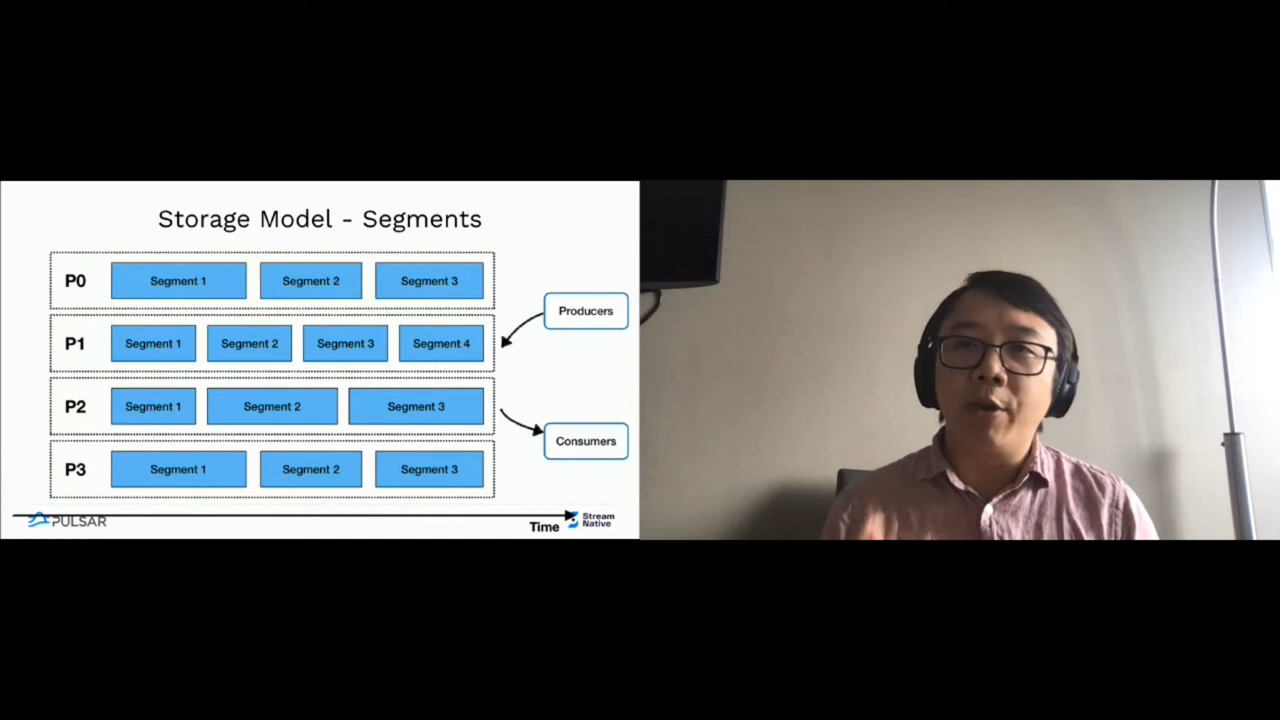 Storage Model - Segments
P0
Segment 1
Segment 2
Segment 3
Producers
P1
Segment 1
Segment 2
Segment 3
Segment 4
P2
Segment 1
Segment 2
Segment 3
Consumers
P3
Segment 1
Segment 2
Segment 3
PULSAR
Time
Stream
Native